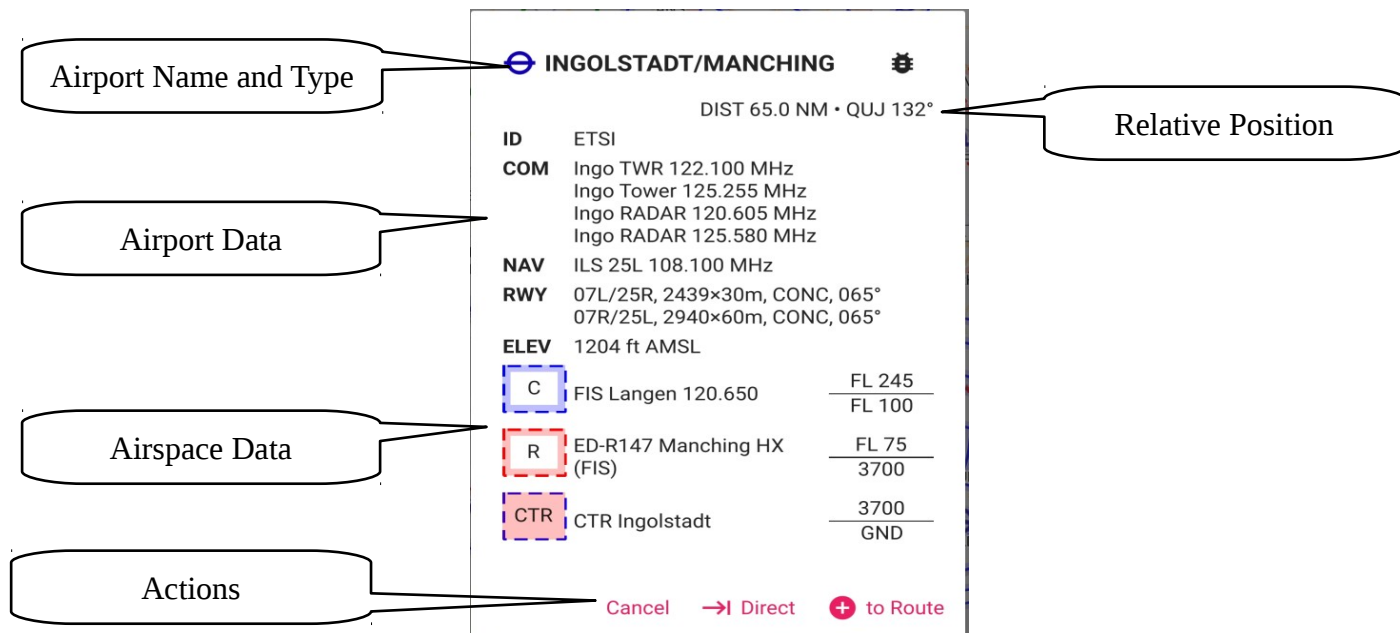 Airport Name and Type
INGOLSTADT/MANCHING
DIST 65.0 NM • QUJ 132°
Relative Position
ID ETSI
COM Ingo TWR 122.100 MHz
Ingo Tower 125.255 MHz
Ingo RADAR 120.605 MHz
Ingo RADAR 125.580 MHz
Airport Data
NAV ILS 25L 108.100 MHz
RWY 07L/25R, 2439×30m, CONC, 065°
07R/25L, 2940×60m, CONC, 065°
ELEV 1204 ft AMSL
C FIS Langen 120.650 FL 245
FL 100
Airspace Data
R ED-R147 Manching HX FL 75
(FIS) 3700
CTR CTR Ingolstadt 3700
GND
Actions
Cancel Direct to Route